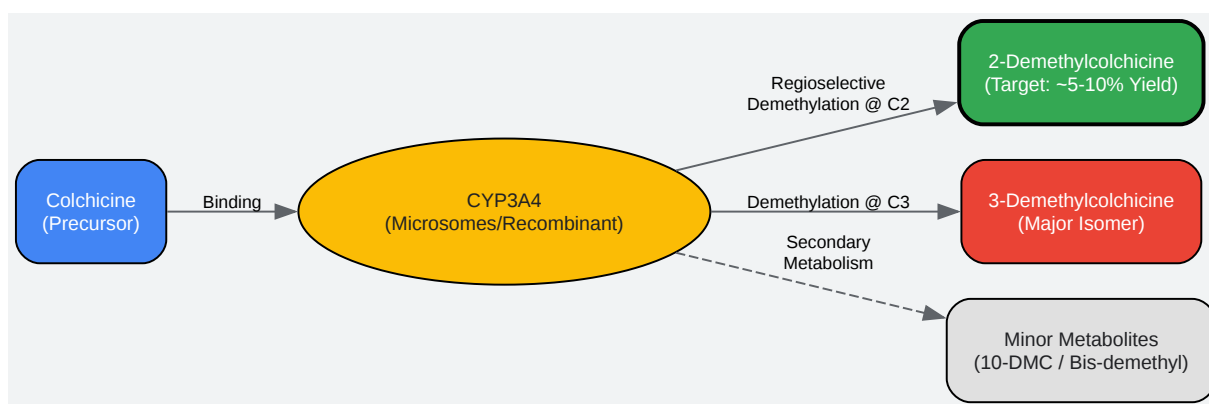 Colchicine
(Precursor)
Binding
CYP3A4
(Microsomes/Recombinant)
Regioselective
Demethylation @ C2
2-Demethylcolchicine
(Target: ~5-10% Yield)
Demethylation @ C3
3-Demethylcolchicine
(Major Isomer)
Secondary
Metabolism
Minor Metabolites
(10-DMC / Bis-demethyl)